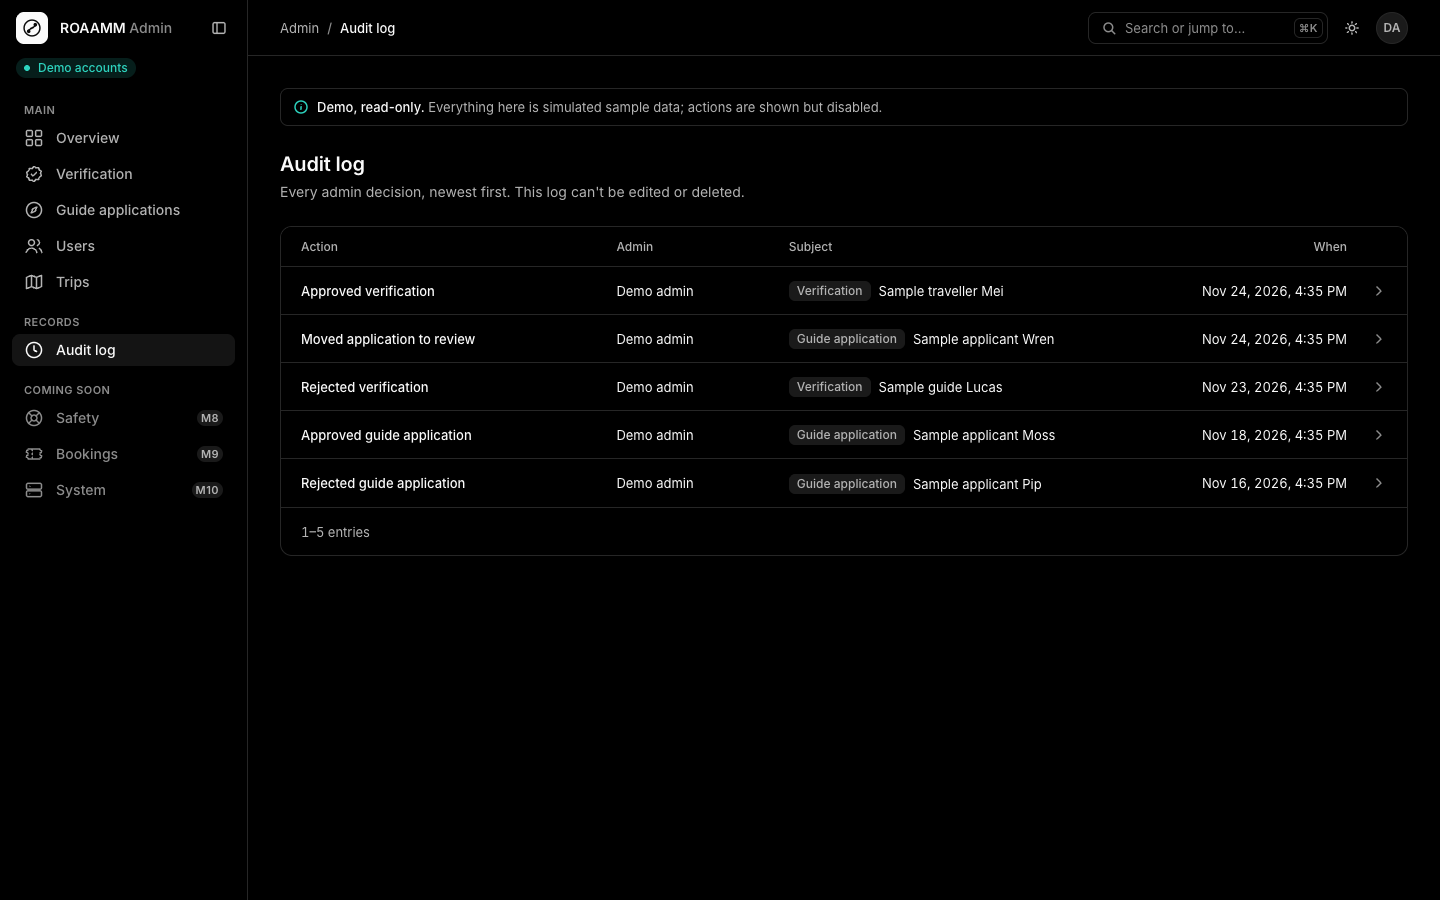 ROAAMM Admin
Demo accounts
MAIN
Overview
Verification
Guide applications
Users
Trips
RECORDS
Audit log
COMING SOON
Safety M8
Bookings M9
System M10
Admin / Audit log
Search or jump to... ⌘K
DA
Demo, read-only. Everything here is simulated sample data; actions are shown but disabled.
Audit log
Every admin decision, newest first. This log can't be edited or deleted.
Action Admin Subject When
Approved verification Demo admin Verification Sample traveller Mei Nov 24, 2026, 4:35 PM
Moved application to review Demo admin Guide application Sample applicant Wren Nov 24, 2026, 4:35 PM
Rejected verification Demo admin Verification Sample guide Lucas Nov 23, 2026, 4:35 PM
Approved guide application Demo admin Guide application Sample applicant Moss Nov 18, 2026, 4:35 PM
Rejected guide application Demo admin Guide application Sample applicant Pip Nov 16, 2026, 4:35 PM
1–5 entries